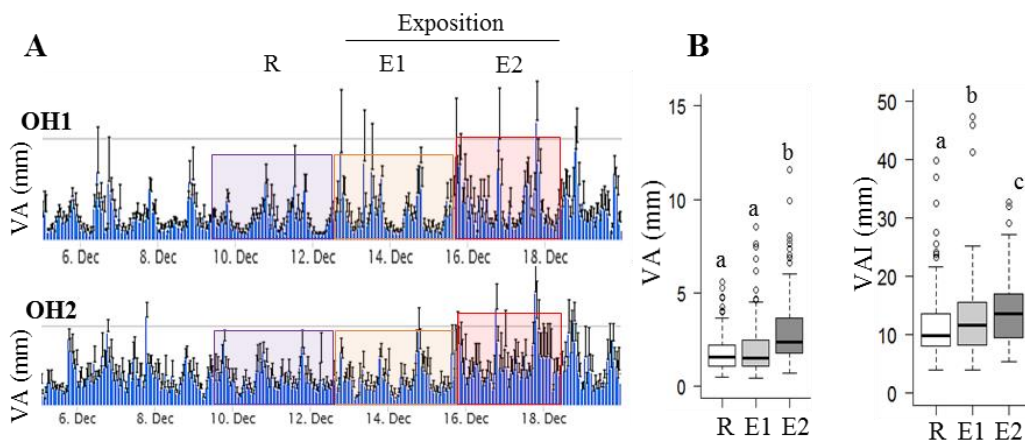 Exposition
A
B
R
E1
E2
OH1
VA (mm)
6. Dec
8. Dec
10. Dec
12. Dec
14. Dec
16. Dec
18. Dec
OH2
VA (mm)
6. Dec
8. Dec
10. Dec
12. Dec
14. Dec
16. Dec
18. Dec
VA (mm)
15
10
5
0
a
a
b
R
E1
E2
VAI (mm)
50
40
30
20
10
0
a
b
c
R
E1
E2